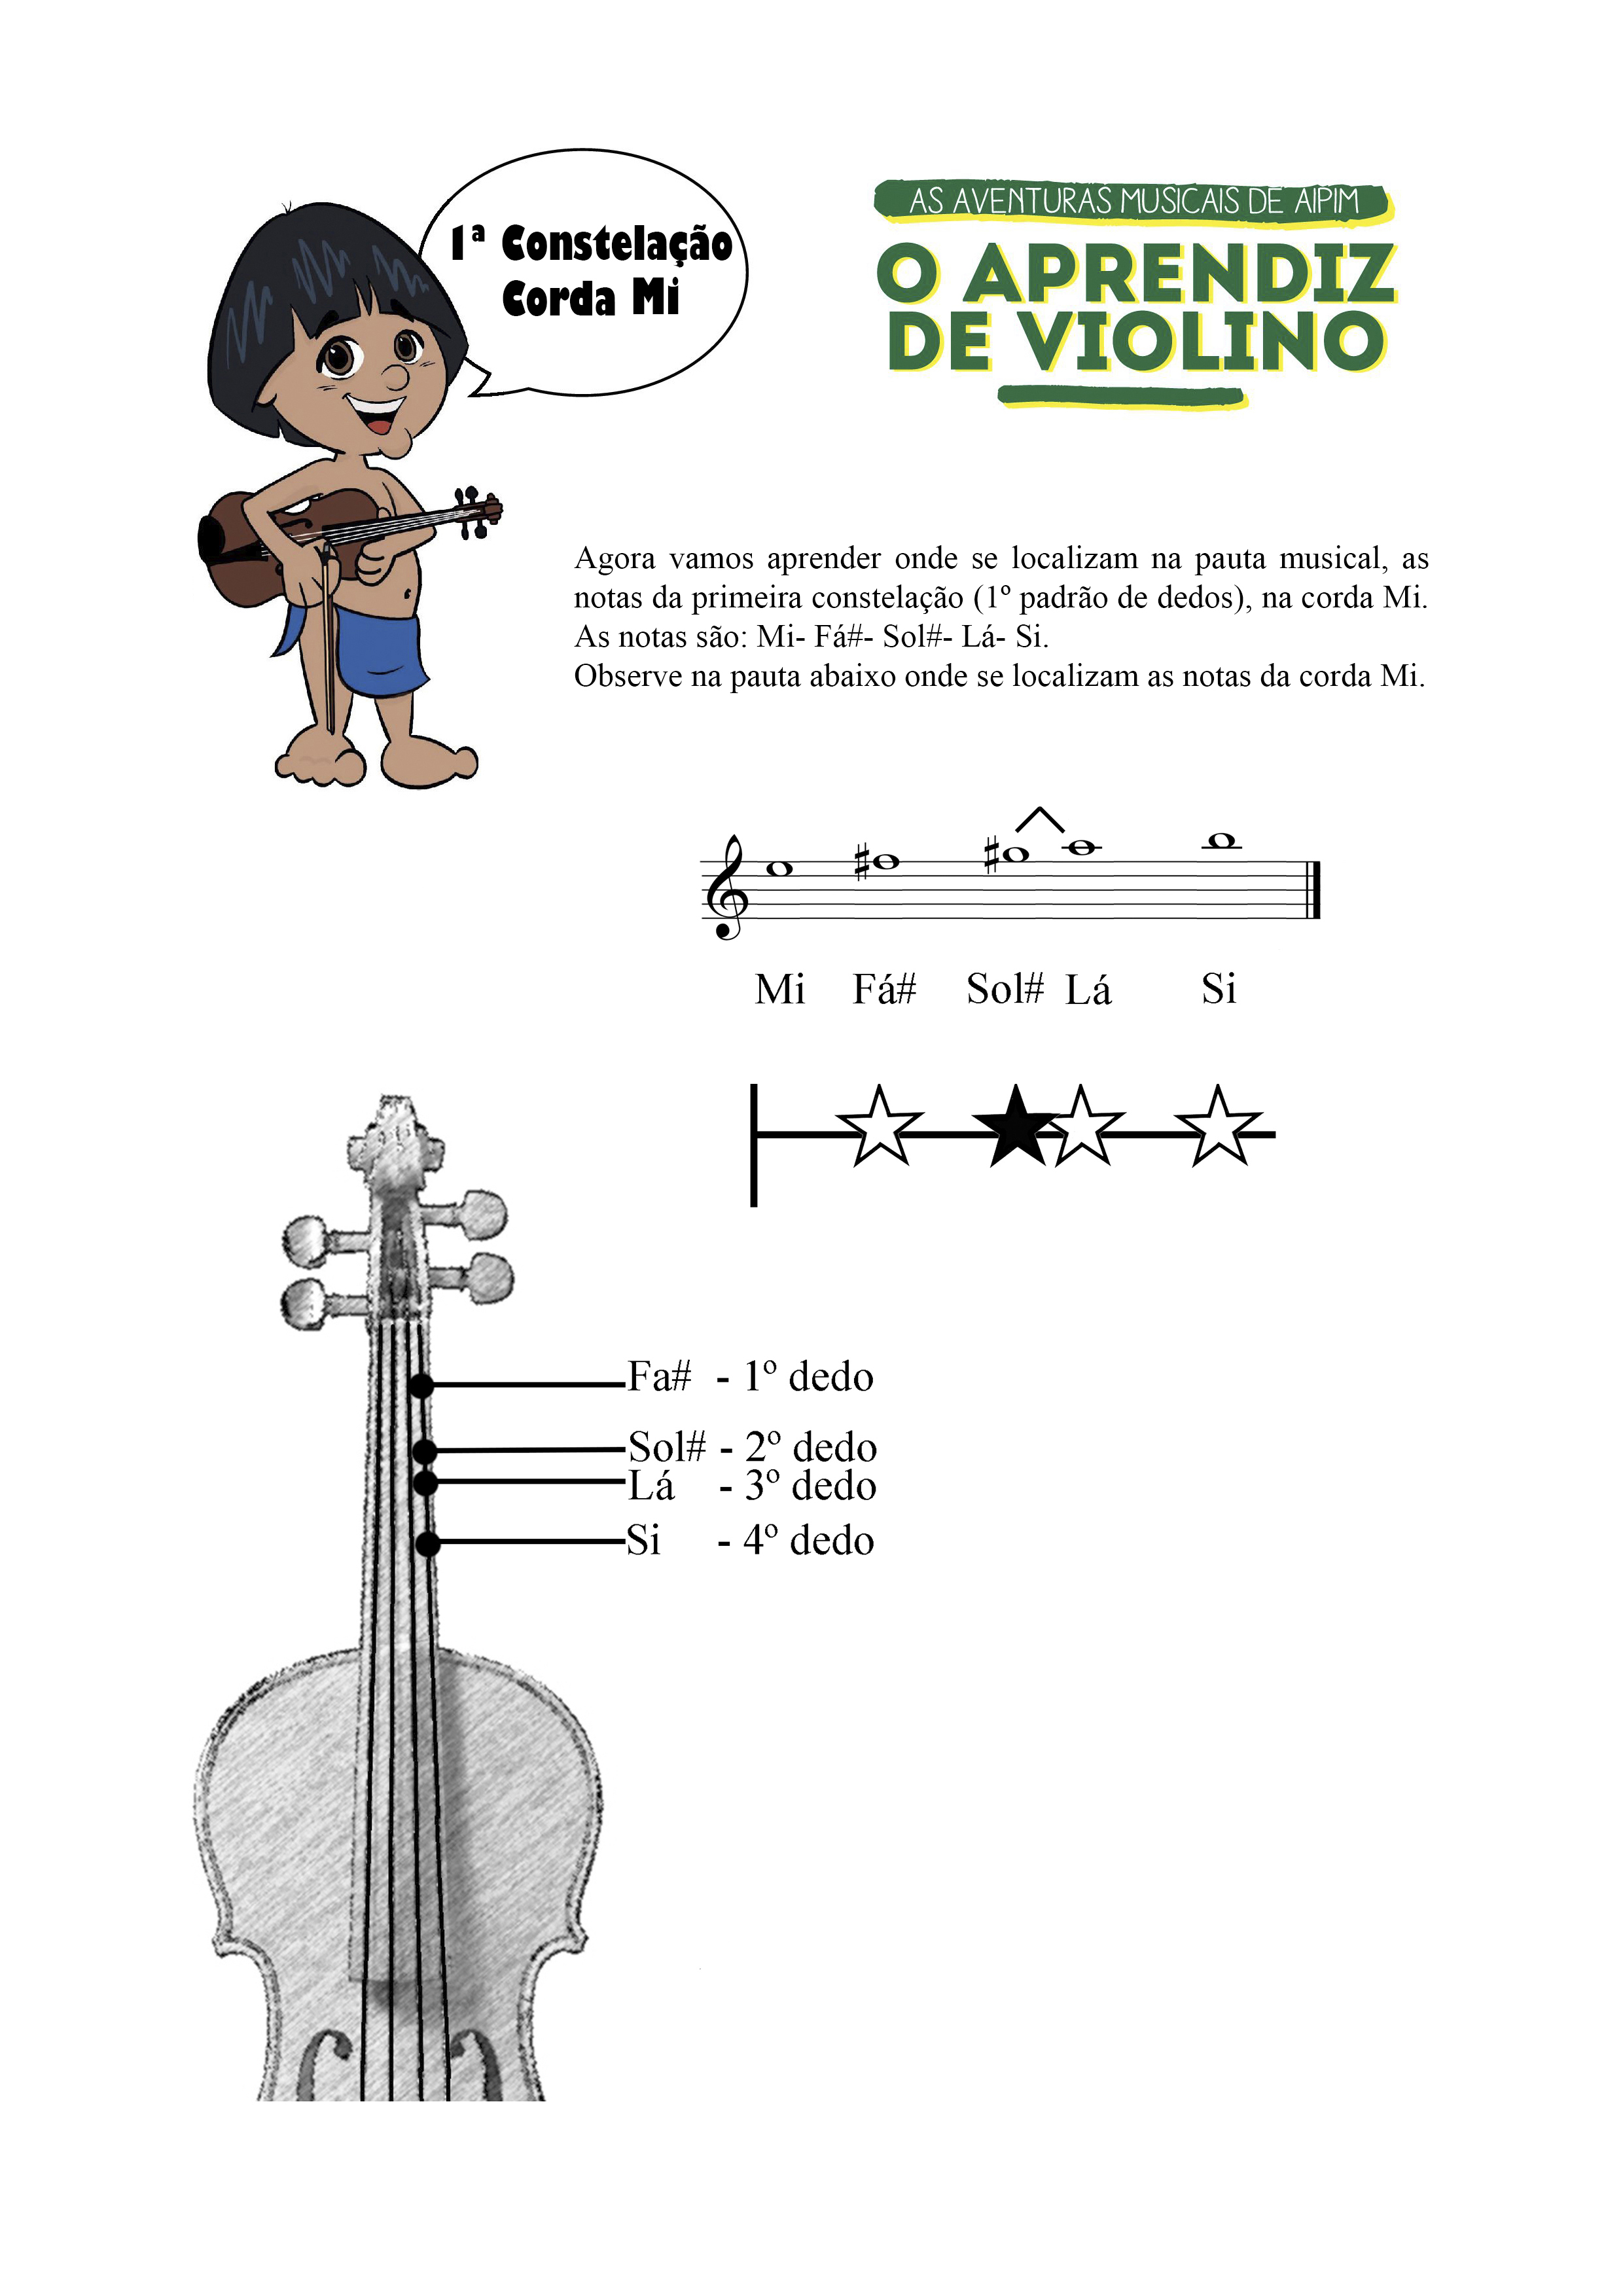 1ª Constelação
Corda Mi
AS AVENTURAS MUSICAIS DE AIPIM
O APRENDIZ
DE VIOLINO
Agora vamos aprender onde se localizam na pauta musical, as
notas da primeira constelação (1º padrão de dedos), na corda Mi.
As notas são: Mi- Fá#- Sol#- Lá- Si.
Observe na pauta abaixo onde se localizam as notas da corda Mi.
Mi Fá# Sol# Lá Si
Fa# - 1º dedo
Sol# - 2º dedo
Lá - 3º dedo
Si - 4º dedo